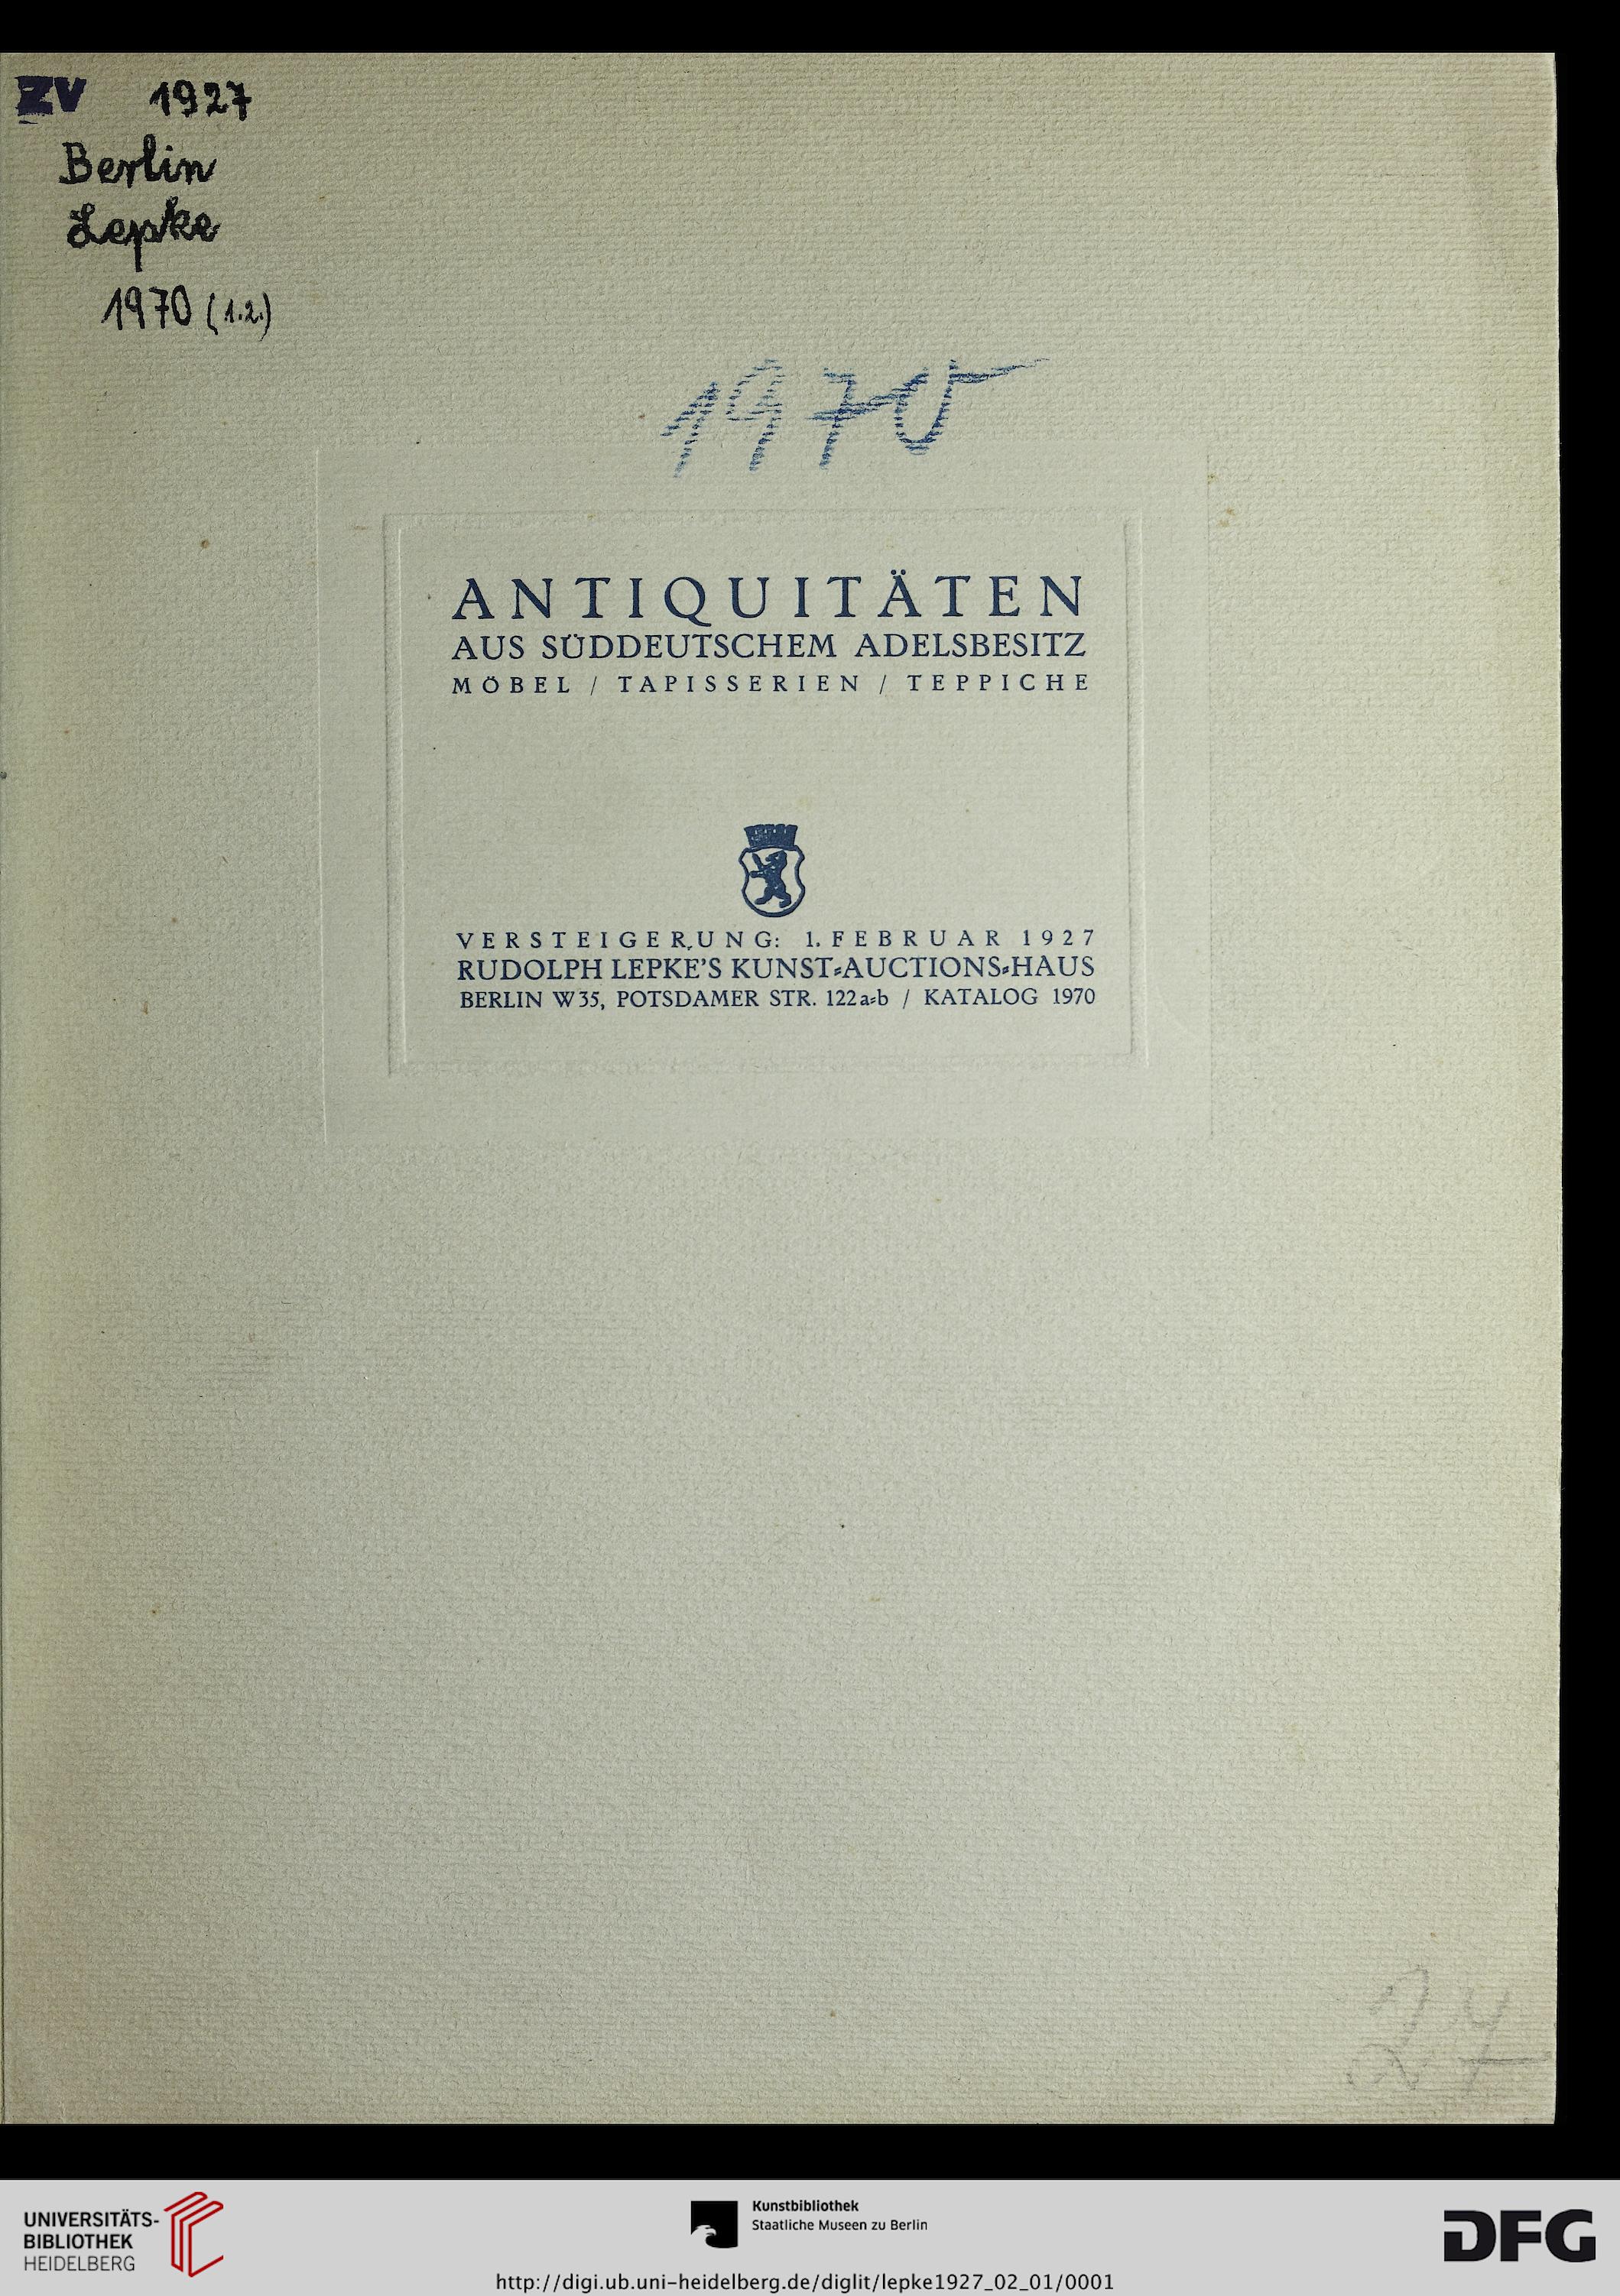 ZV 1927
Berlin
Lepke
1970 (1.2.)
1970
ANTIQUITÄTEN
AUS SÜDDEUTSCHEM ADELSBESITZ
MÖBEL / TAPISSERIEN / TEPPICHE
VERSTEIGERUNG: 1. FEBRUAR 1927
RUDOLPH LEPKE'S KUNST-AUCTIONS-HAUS
BERLIN W 35, POTSDAMER STR. 122 a-b / KATALOG 1970
UNIVERSITÄTS-
BIBLIOTHEK
HEIDELBERG
Kunstbibliothek
Staatliche Museen zu Berlin
DFG
http://digi.ub.uni-heidelberg.de/diglit/lepke1927_02_01/0001